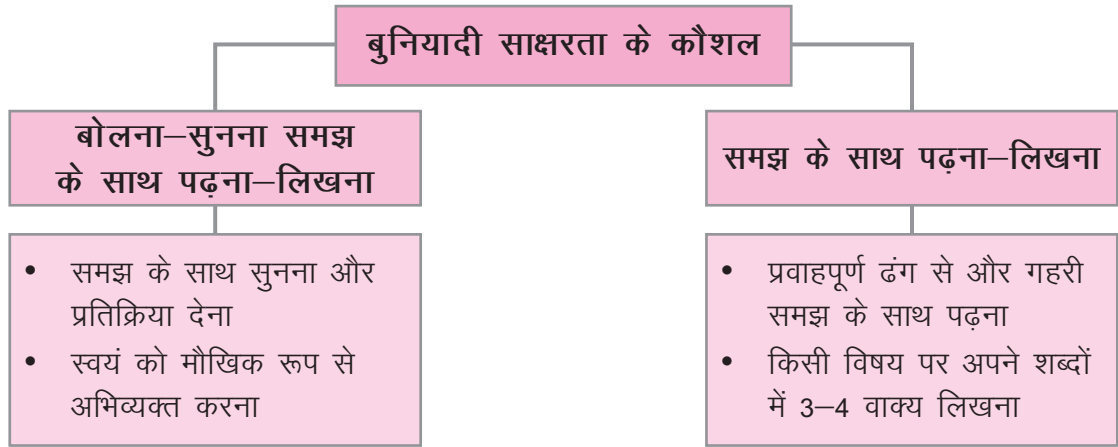 बुनियादी साक्षरता के कौशल
बोलना–सुनना समझ
के साथ पढ़ना–लिखना
• समझ के साथ सुनना और
प्रतिक्रिया देना
• स्वयं को मौखिक रूप से
अभिव्यक्त करना
समझ के साथ पढ़ना–लिखना
• प्रवाहपूर्ण ढंग से और गहरी
समझ के साथ पढ़ना
• किसी विषय पर अपने शब्दों
में 3–4 वाक्य लिखना